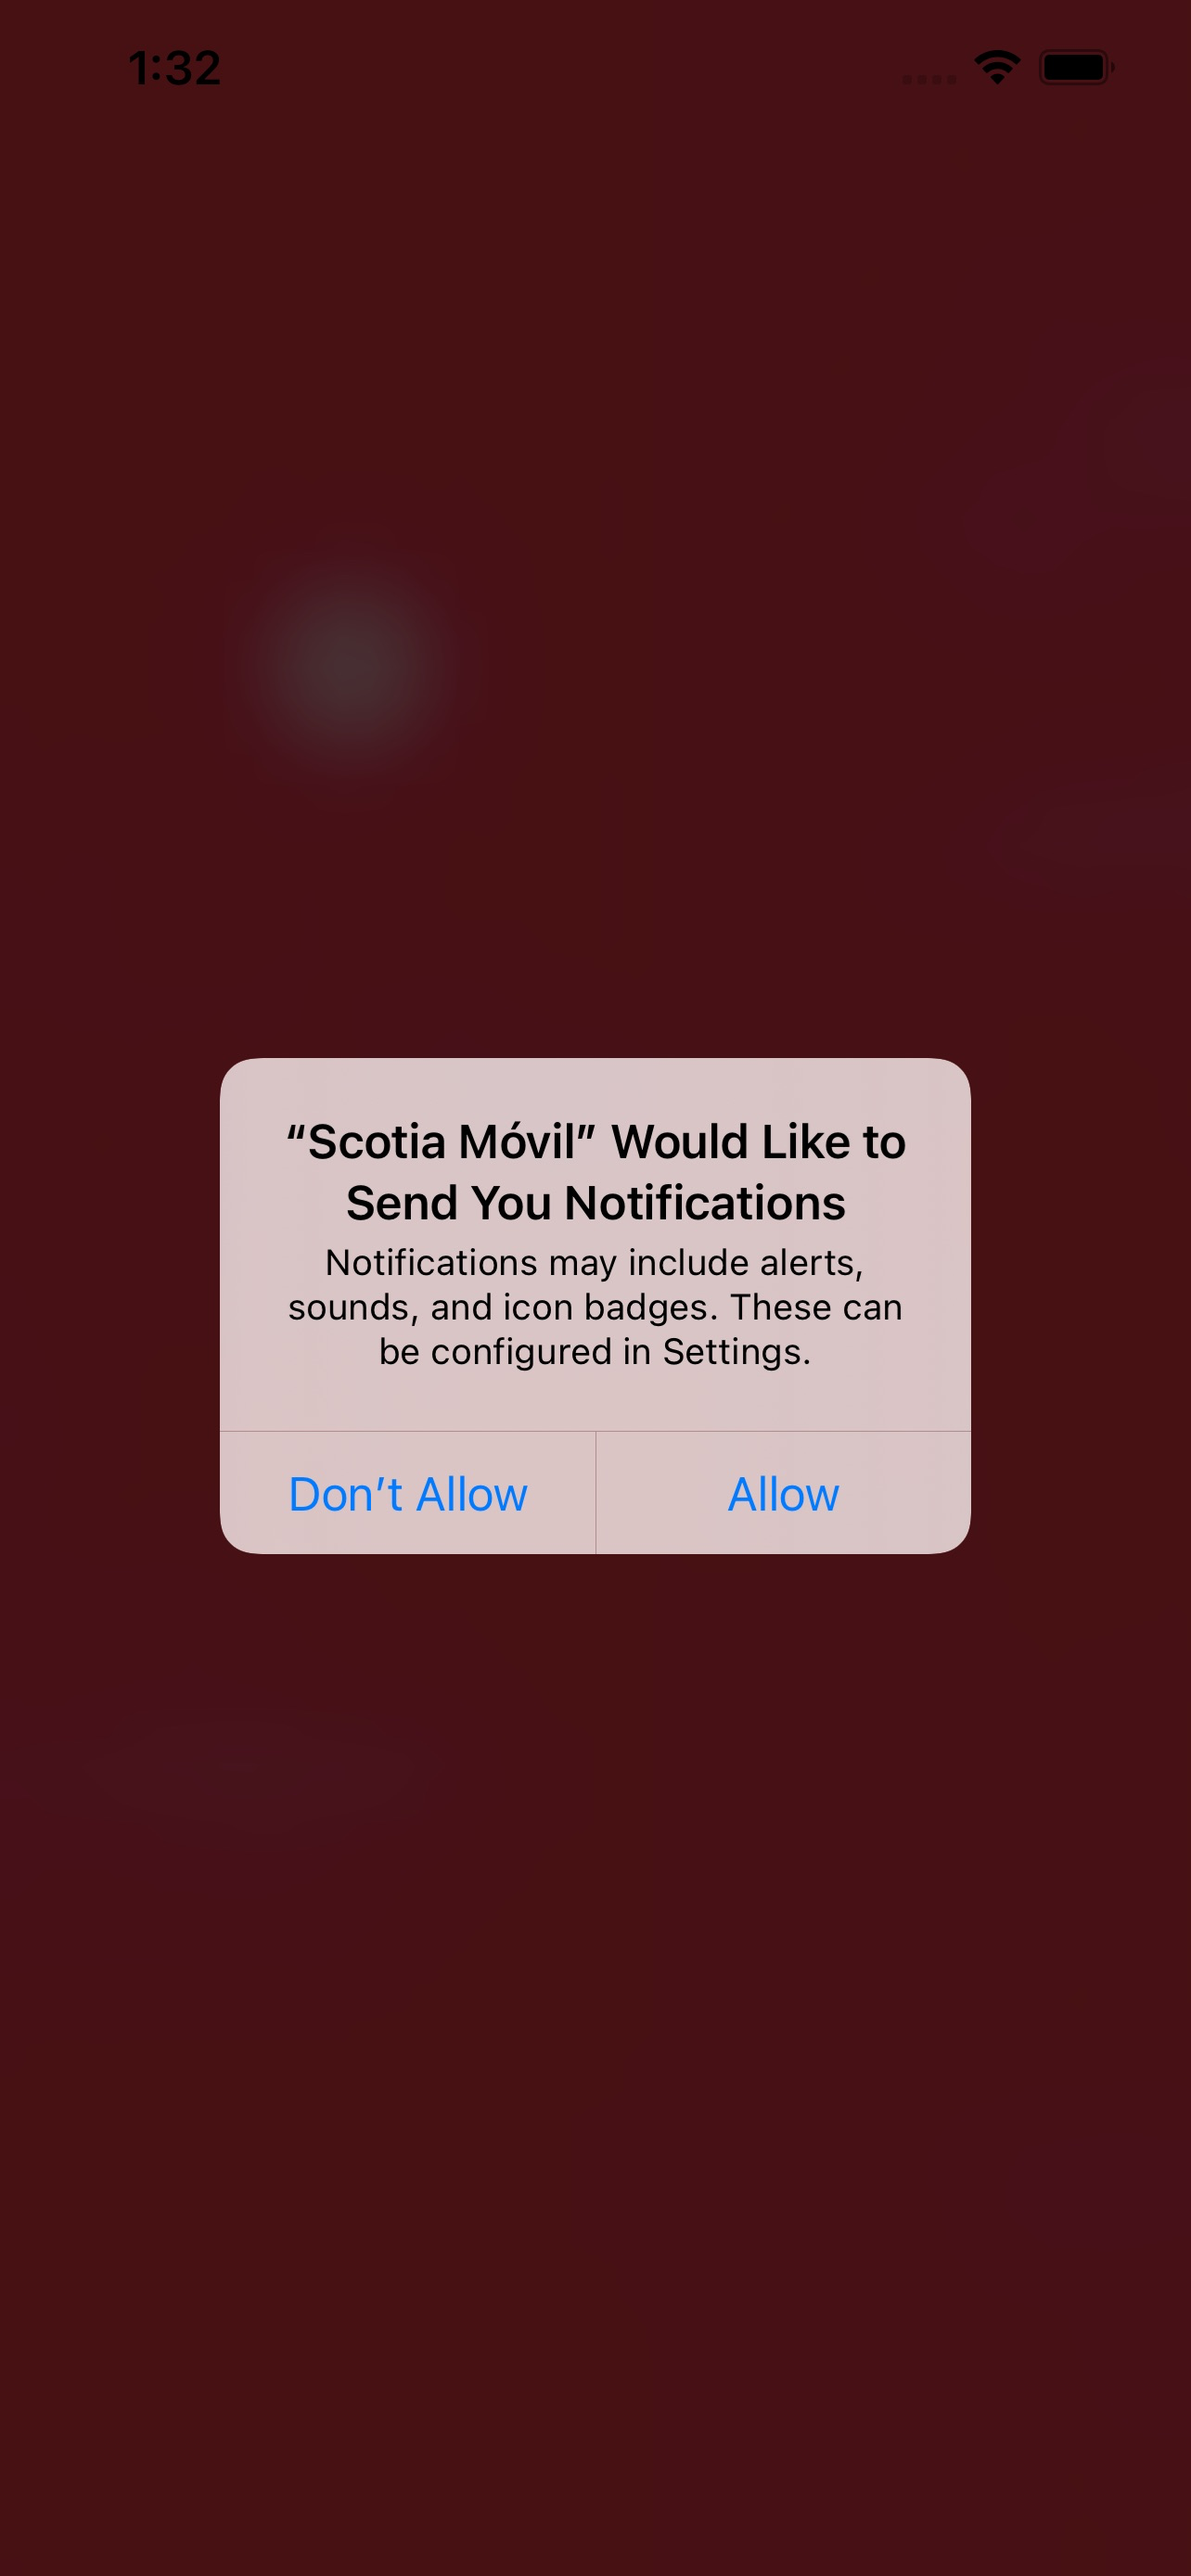 1:32
“Scotia Móvil” Would Like to
Send You Notifications
Notifications may include alerts,
sounds, and icon badges. These can
be configured in Settings.
Don’t Allow
Allow